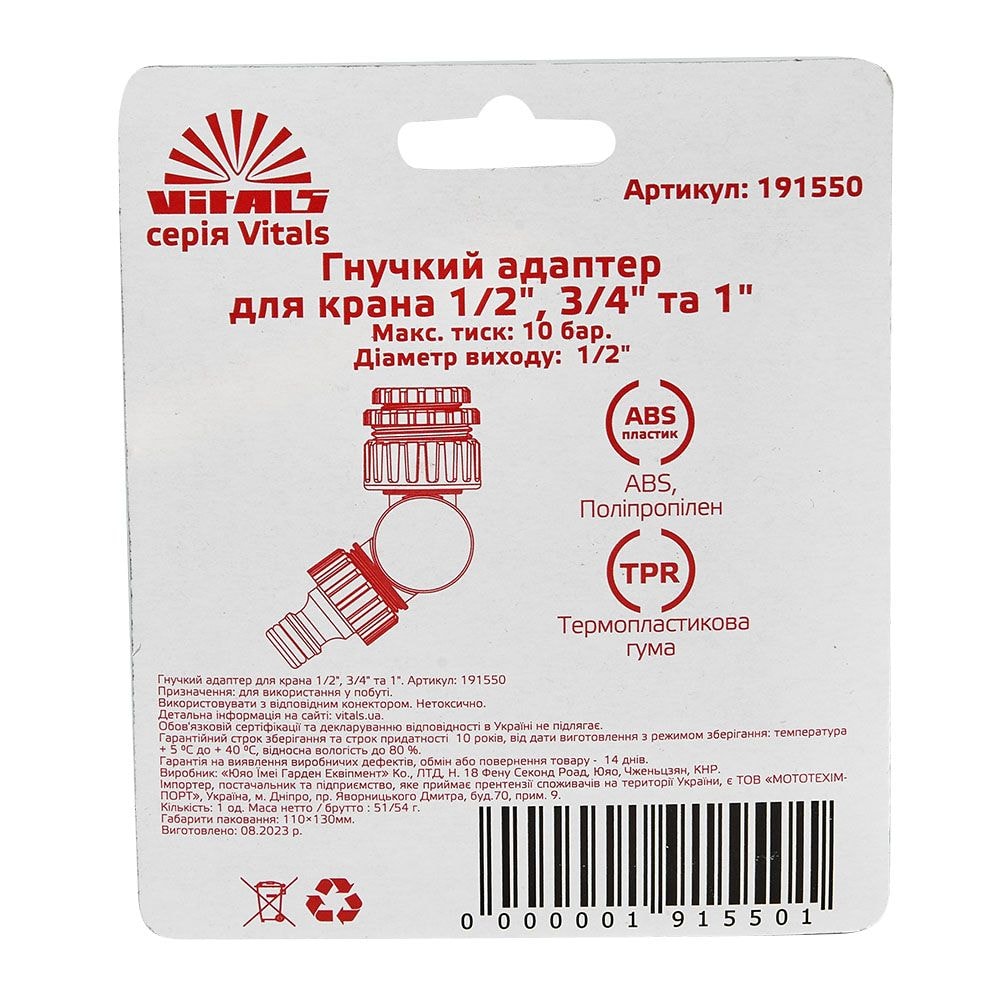 VITALS
серія Vitals
Артикул: 191550
Гнучкий адаптер
для крана 1/2", 3/4" та 1"
Макс. тиск: 10 бар.
Діаметр виходу: 1/2"
ABS
пластик
ABS,
Поліпропілен
TPR
Термопластикова
гума
Гнучкий адаптер для крана 1/2", 3/4" та 1". Артикул: 191550
Призначення: для використання у побуті.
Використовувати з відповідним конектором. Нетоксично.
Детальна інформація на сайті: vitals.ua.
Обов'язковій сертифікації та декларуванню відповідності в Україні не підлягає.
Гарантійний строк зберігання та строк придатності 10 років, від дати виготовлення з режимом зберігання: температура
+ 5 ºС до + 40 ºС, відносна вологість до 80 %.
Гарантія на виявлення виробничих дефектів, обмін або повернення товару - 14 днів.
Виробник: «Юяо Імеі Гарден Еквіпмент» Ко., ЛТД, Н. 18 Фену Секонд Роад, Юяо, Чженьцзян, КНР.
Імпортер, постачальник та підприємство, яке приймає прентензії споживачів на території України, є ТОВ «МОТОТЕХІМ-
ПОРТ», Україна, м. Дніпро, пр. Яворницького Дмитра, буд.70, прим. 9.
Кількість: 1 од. Маса нетто / брутто : 51/54 г.
Габарити паковання: 110×130мм.
Виготовлено: 08.2023 р.
0 000001 915501